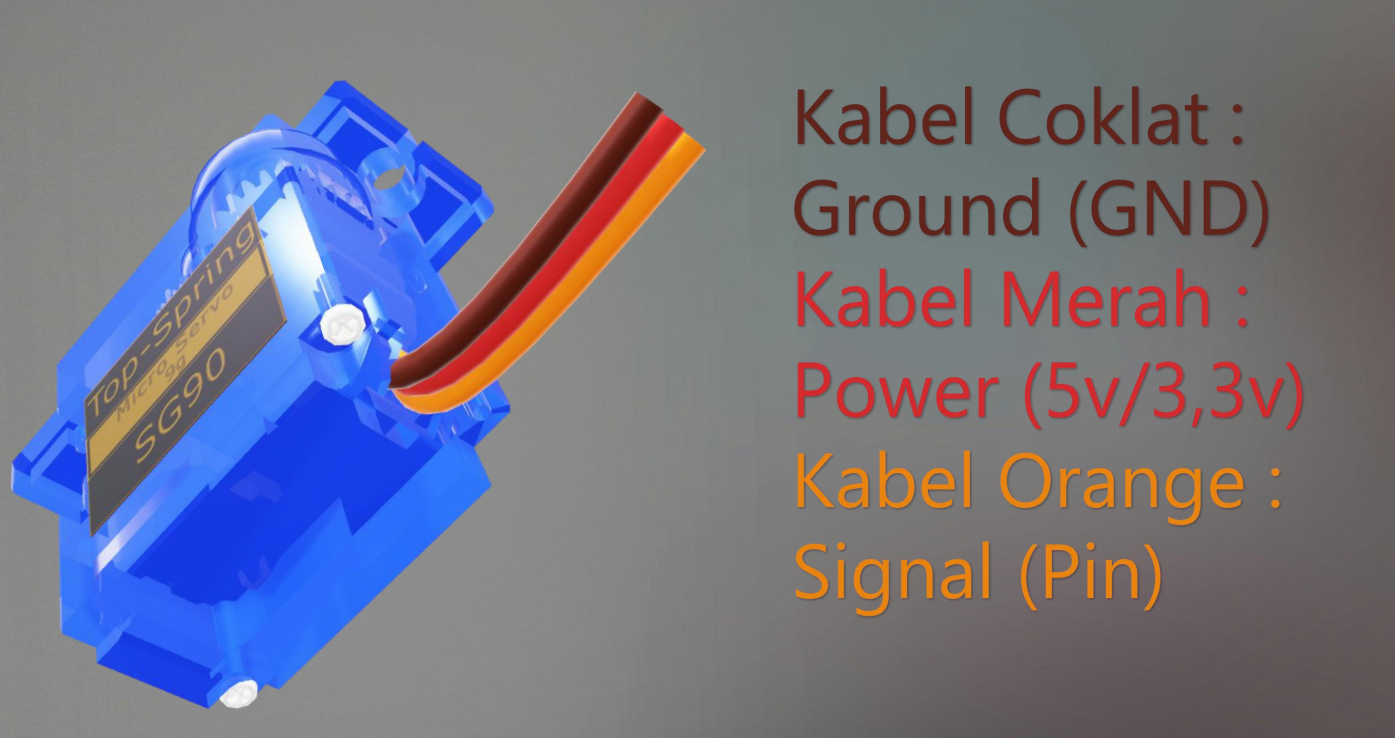 Top-Spring
Micro Servo
9g
SG90
Kabel Coklat :
Ground (GND)
Kabel Merah :
Power (5v/3,3v)
Kabel Orange :
Signal (Pin)